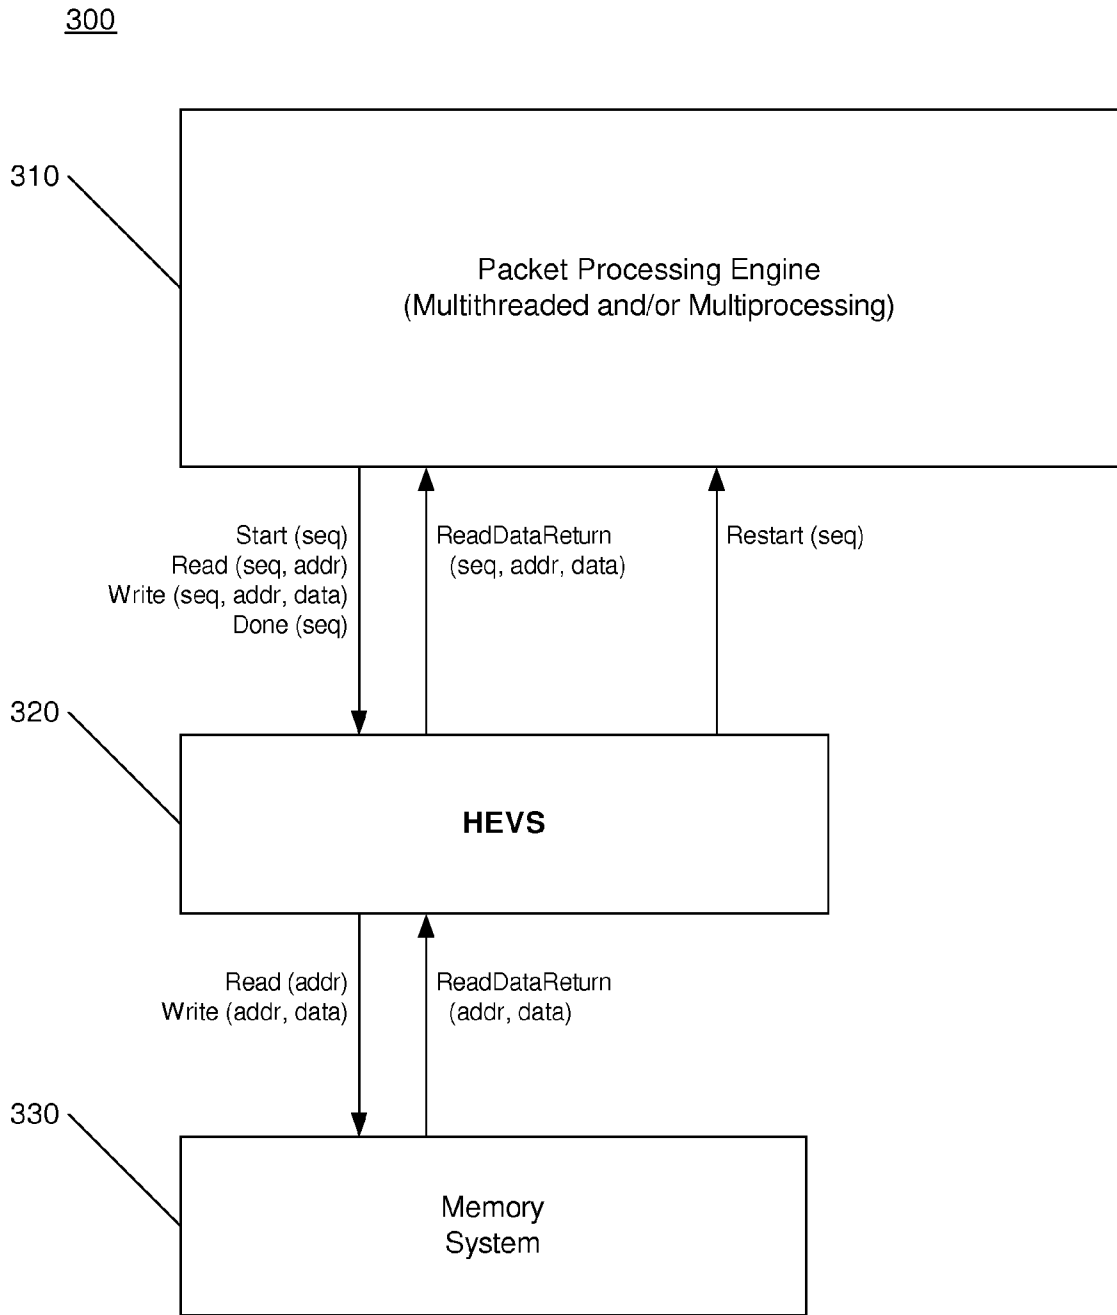 300
310
Packet Processing Engine
(Multithreaded and/or Multiprocessing)
Start (seq)
Read (seq, addr)
Write (seq, addr, data)
Done (seq)
ReadDataReturn
(seq, addr, data)
Restart (seq)
320
HEVS
Read (addr)
Write (addr, data)
ReadDataReturn
(addr, data)
330
Memory
System